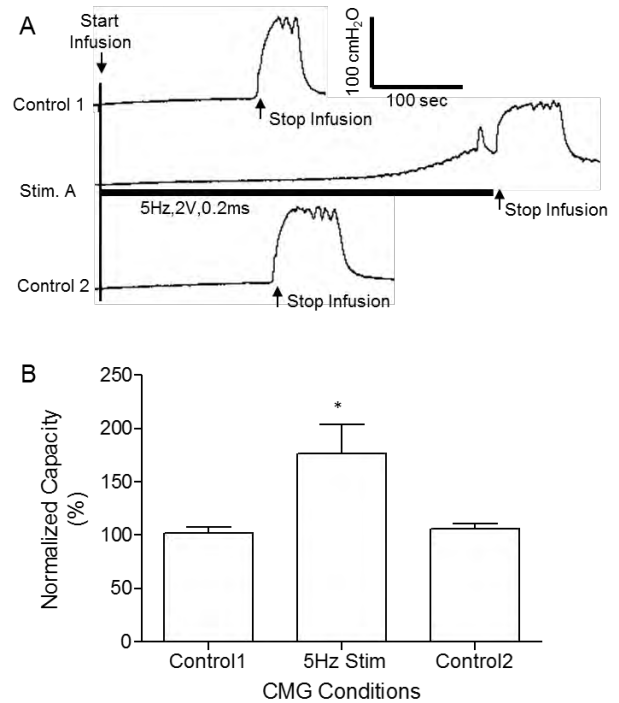 A
Start
Infusion
100 cmH₂O
100 sec
Control 1
Stop Infusion
Stim. A
5Hz,2V,0.2ms
Stop Infusion
Control 2
Stop Infusion
B
Normalized Capacity
(%)
250
200
150
100
50
0
*
Control1 5Hz Stim Control2
CMG Conditions